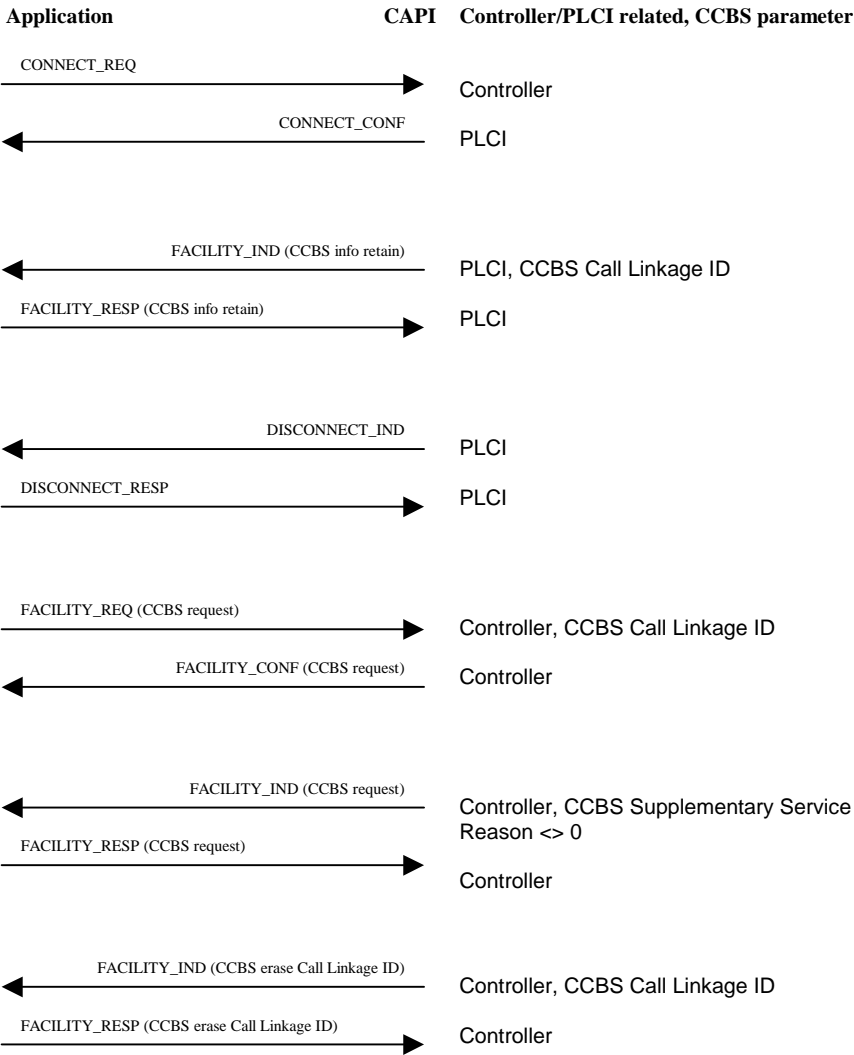 Application CAPI Controller/PLCI related, CCBS parameter
CONNECT_REQ
Controller
CONNECT_CONF
PLCI
FACILITY_IND (CCBS info retain)
PLCI, CCBS Call Linkage ID
FACILITY_RESP (CCBS info retain)
PLCI
DISCONNECT_IND
PLCI
DISCONNECT_RESP
PLCI
FACILITY_REQ (CCBS request)
Controller, CCBS Call Linkage ID
FACILITY_CONF (CCBS request)
Controller
FACILITY_IND (CCBS request)
Controller, CCBS Supplementary Service
Reason <> 0
FACILITY_RESP (CCBS request)
Controller
FACILITY_IND (CCBS erase Call Linkage ID)
Controller, CCBS Call Linkage ID
FACILITY_RESP (CCBS erase Call Linkage ID)
Controller